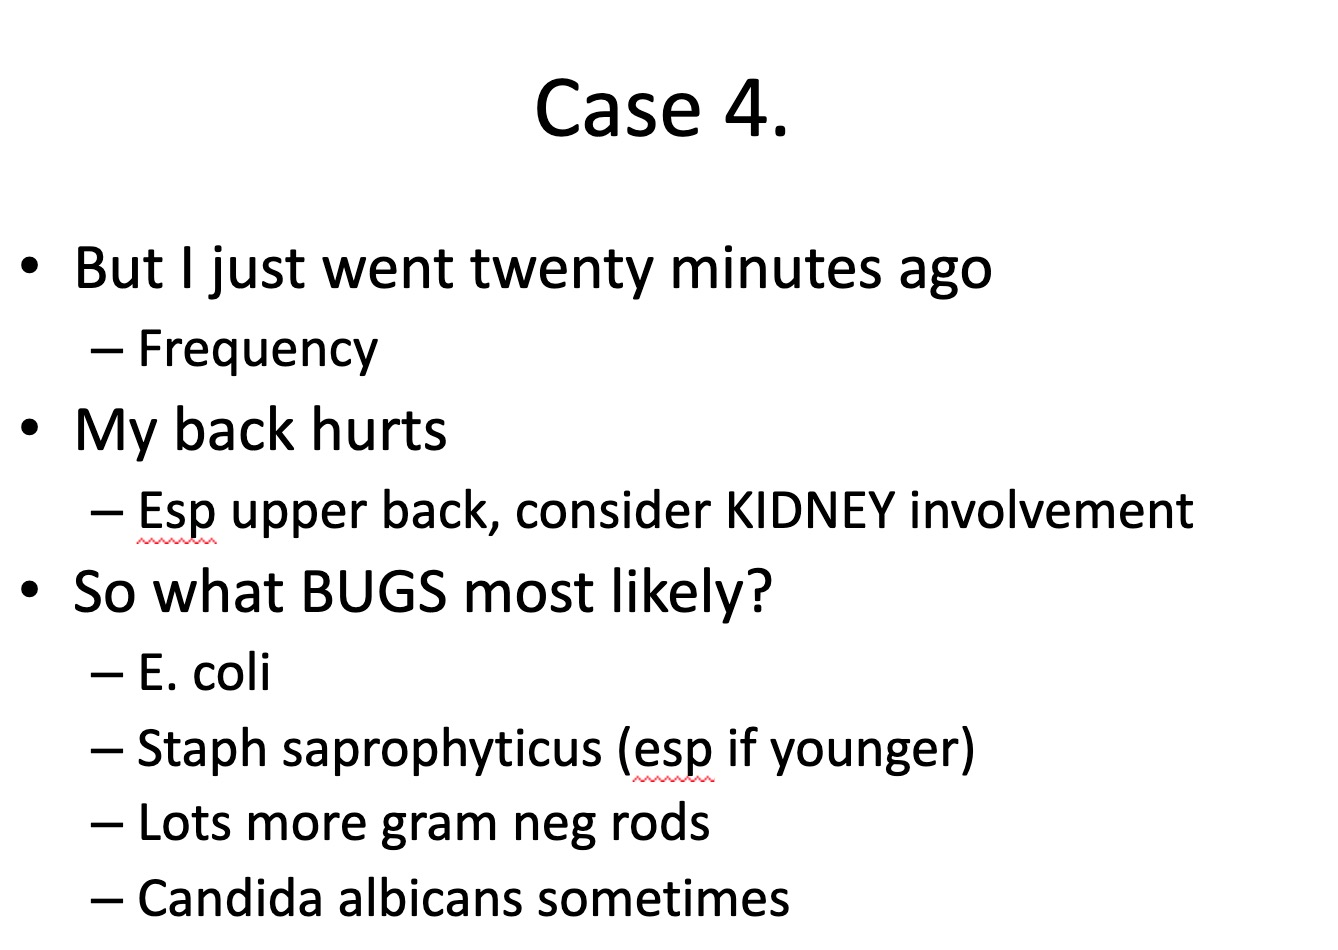 Case 4.
• But I just went twenty minutes ago
– Frequency
• My back hurts
– Esp upper back, consider KIDNEY involvement
• So what BUGS most likely?
– E. coli
– Staph saprophyticus (esp if younger)
– Lots more gram neg rods
– Candida albicans sometimes